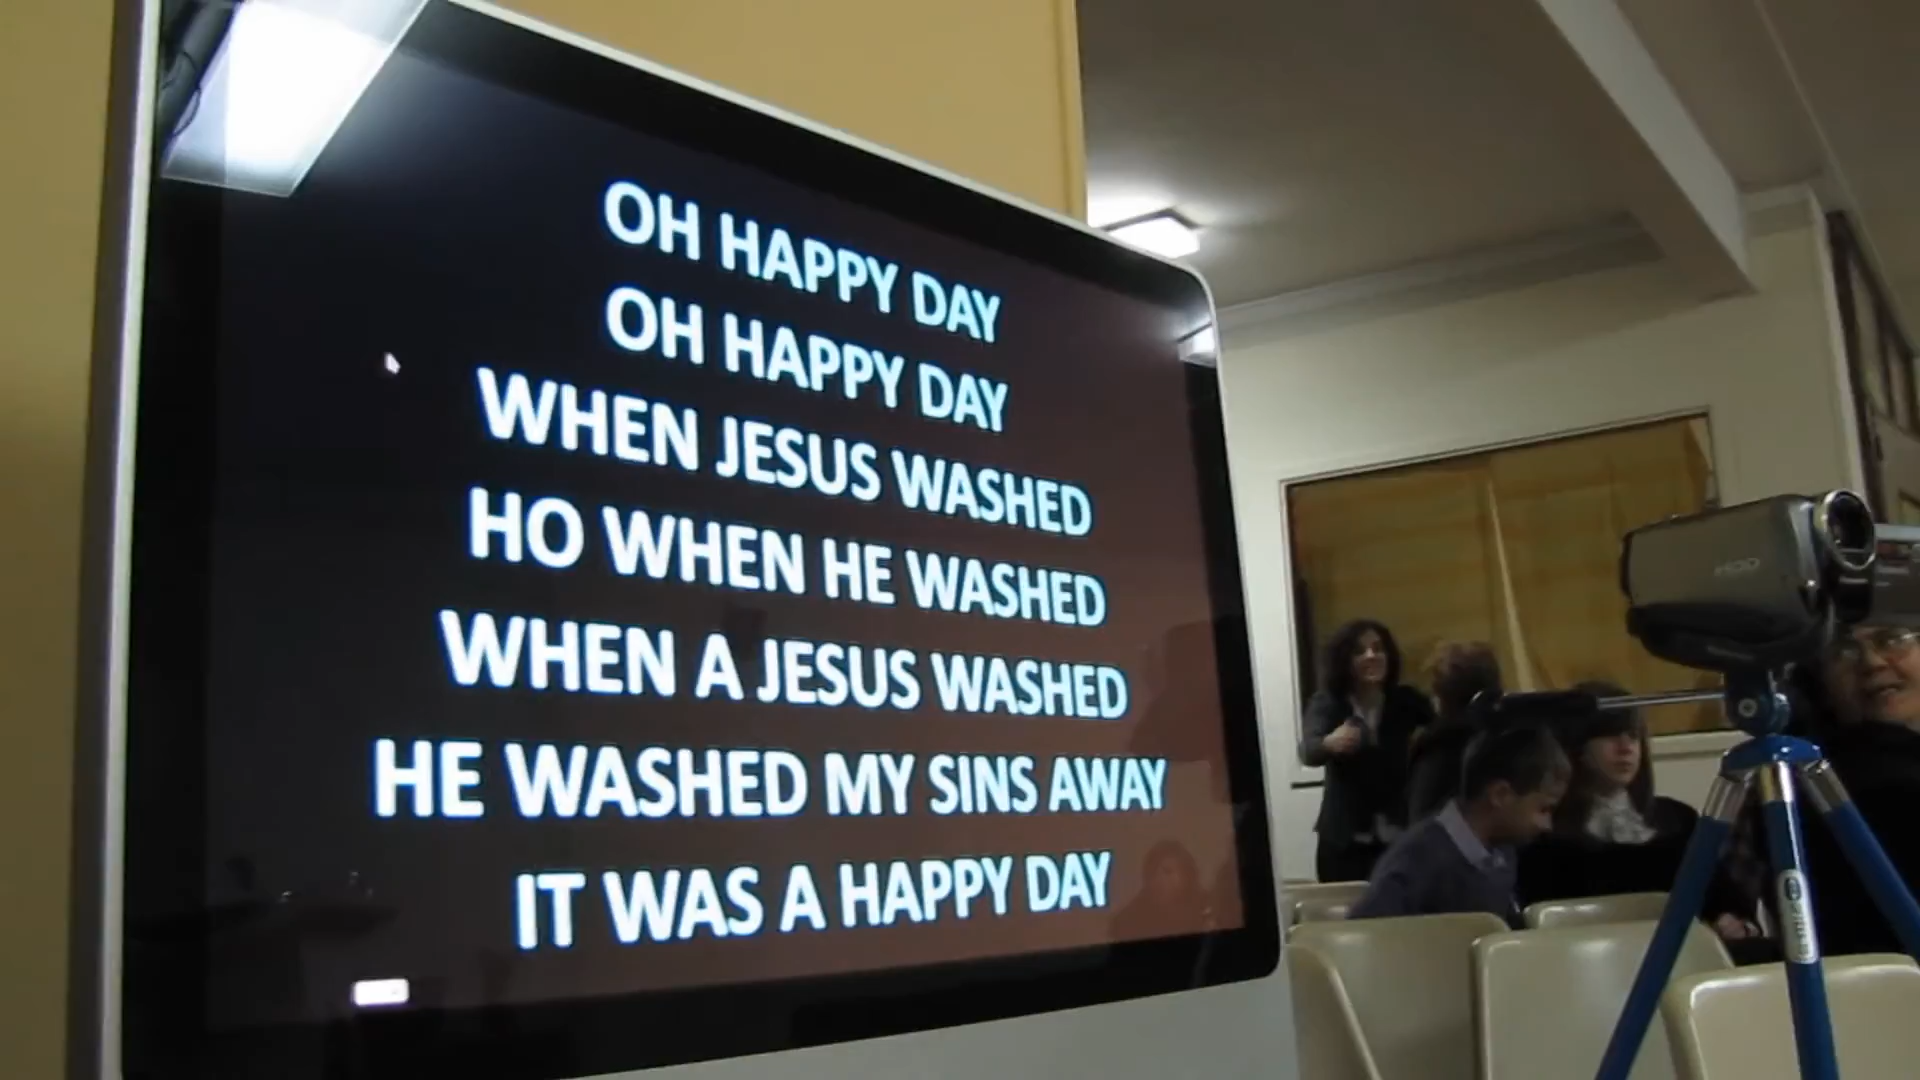 OH HAPPY DAY
OH HAPPY DAY
WHEN JESUS WASHED
HO WHEN HE WASHED
WHEN A JESUS WASHED
HE WASHED MY SINS AWAY
IT WAS A HAPPY DAY
HDD